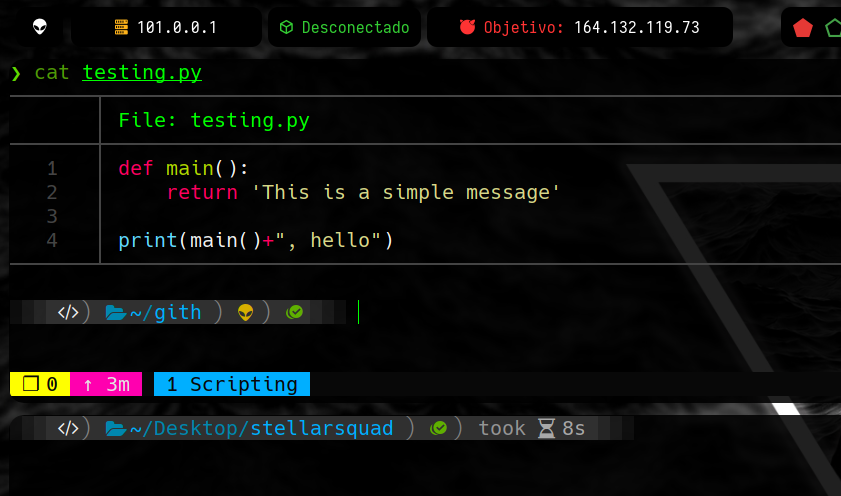 101.0.0.1 Desconectado Objetivo: 164.132.119.73
❯ cat testing.py
File: testing.py
1 def main():
2     return 'This is a simple message'
3
4 print(main()+", hello")
</>) ~/gith ) )
0 ↑ 3m 1 Scripting
</>) ~/Desktop/stellarsquad ) ) took 8s